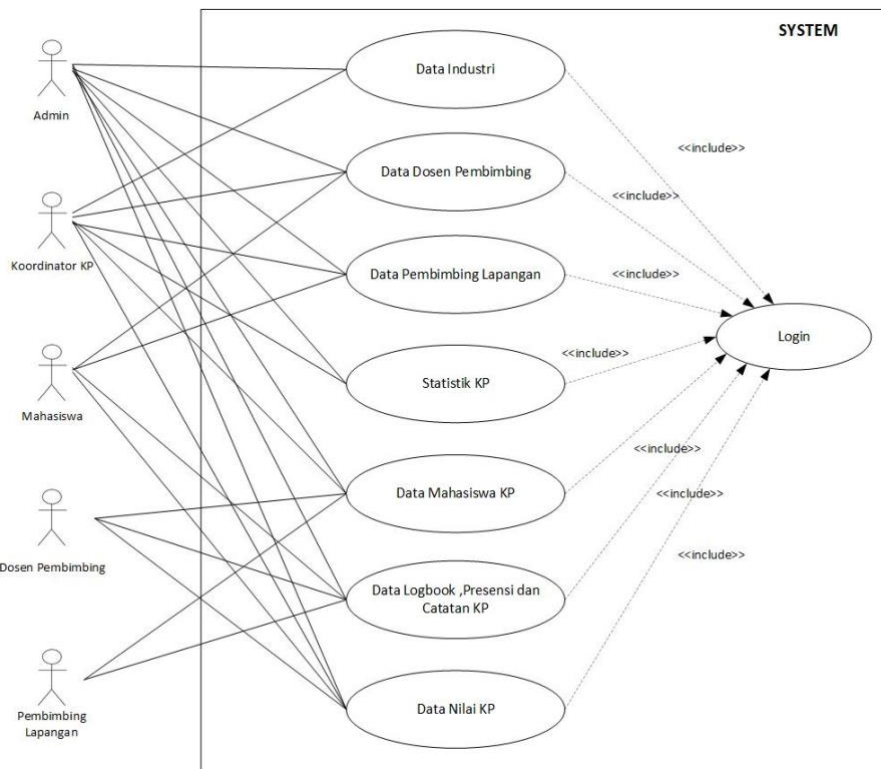 SYSTEM
Admin
Koordinator KP
Mahasiswa
Dosen Pembimbing
Pembimbing
Lapangan
Data Industri
Data Dosen Pembimbing
Data Pembimbing Lapangan
Statistik KP
Data Mahasiswa KP
Data Logbook ,Presensi dan
Catatan KP
Data Nilai KP
<<include>>
<<include>>
<<include>>
<<include>>
<<include>>
<<include>>
<<include>>
Login